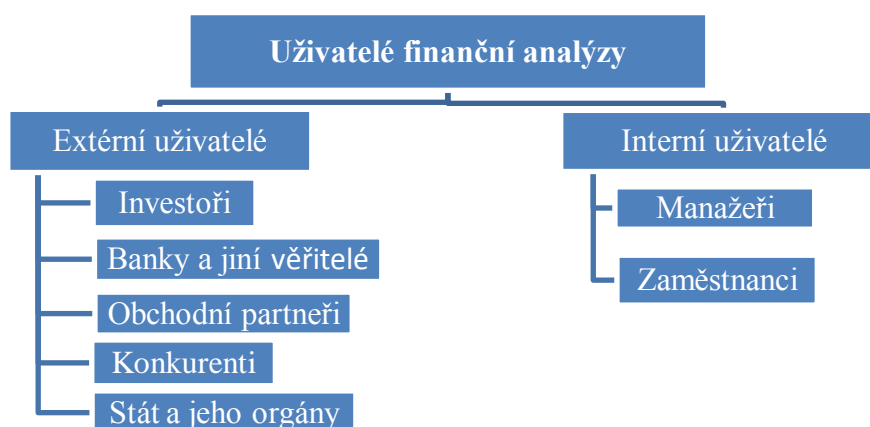 Uživatelé finanční analýzy
Extérní uživatelé
Investoři
Banky a jiní věřitelé
Obchodní partneři
Konkurenti
Stát a jeho orgány
Interní uživatelé
Manažeři
Zaměstnanci